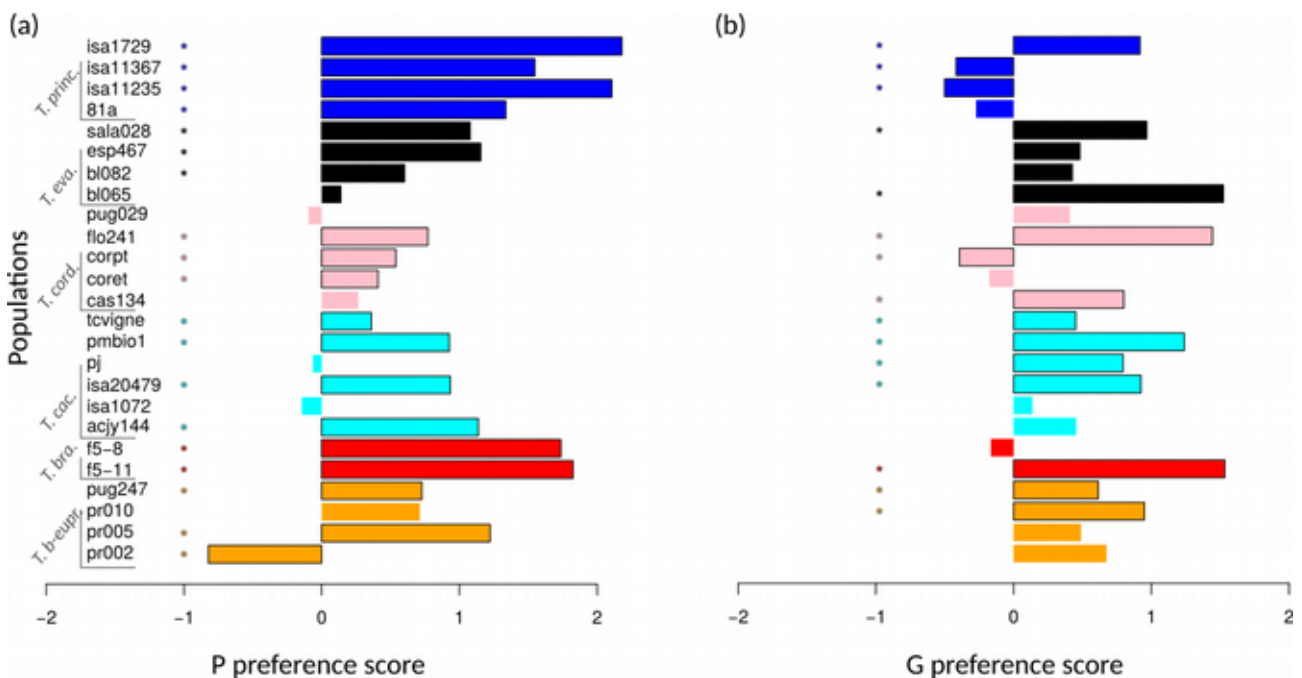 (a)
(b)
Populations
T. princ.
isa1729
isa11367
isa11235
81a
T. eva.
sala028
esp467
bl082
bl065
T. cord.
pug029
flo241
corpt
coret
cas134
T. cac.
tcvigne
pmbio1
pj
isa20479
isa1072
acjy144
T. bra.
f5–8
f5–11
T. b-eupr.
pug247
pr010
pr005
pr002
−2 −1 0 1 2
−2 −1 0 1 2
P preference score
G preference score